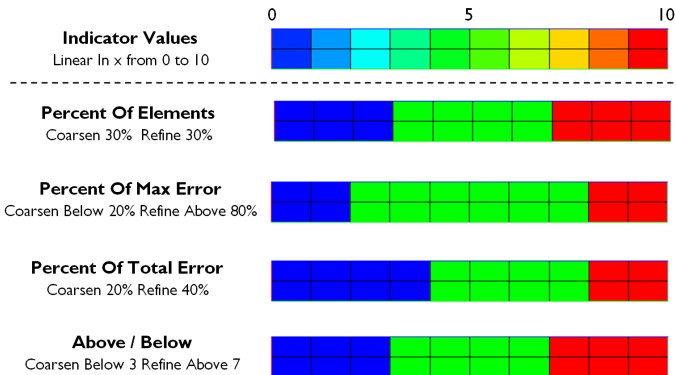 0 5 10
Indicator Values
Linear In x from 0 to 10
Percent Of Elements
Coarsen 30% Refine 30%
Percent Of Max Error
Coarsen Below 20% Refine Above 80%
Percent Of Total Error
Coarsen 20% Refine 40%
Above / Below
Coarsen Below 3 Refine Above 7